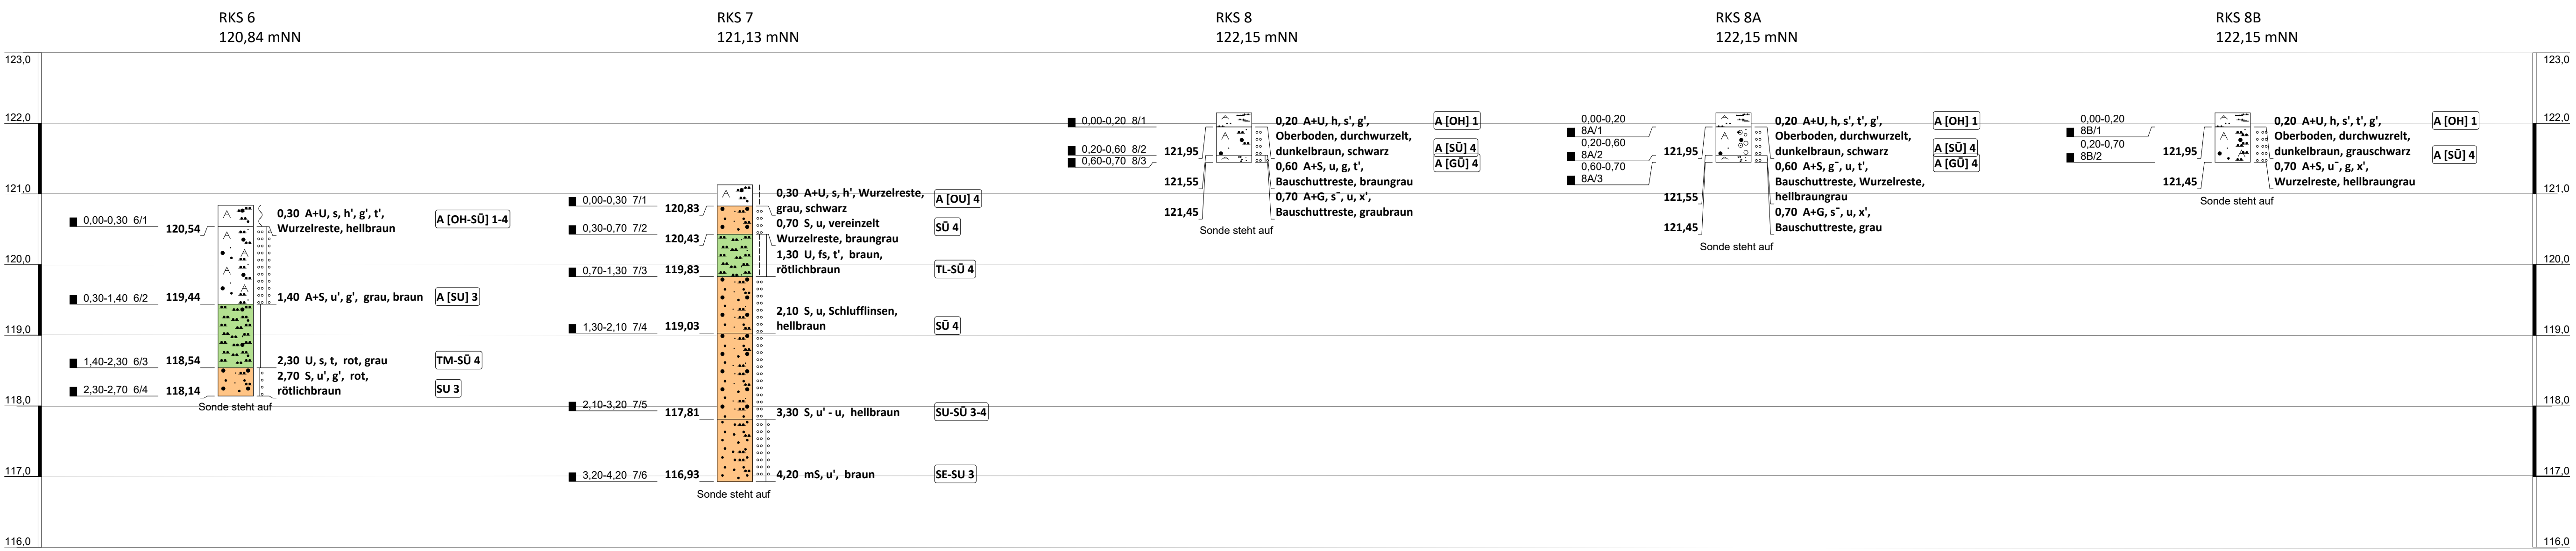 RKS 6
120,84 mNN
RKS 7
121,13 mNN
RKS 8
122,15 mNN
RKS 8A
122,15 mNN
RKS 8B
122,15 mNN
123,0
122,0
121,0
120,0
119,0
118,0
117,0
116,0
0,00-0,30 6/1
120,54
0,30 A+U, s, h', g', t',
Wurzelreste, hellbraun
A [OH-SŪ] 1-4
0,30-1,40 6/2
119,44
1,40 A+S, u', g', grau, braun
A [SU] 3
1,40-2,30 6/3
118,54
2,30 U, s, t, rot, grau
TM-SŪ 4
2,30-2,70 6/4
118,14
2,70 S, u', g', rot,
rötlichbraun
SU 3
Sonde steht auf
0,00-0,30 7/1
120,83
0,30 A+U, s, h', Wurzelreste,
grau, schwarz
A [OU] 4
0,30-0,70 7/2
120,43
0,70 S, u, vereinzelt
Wurzelreste, braungrau
SŪ 4
0,70-1,30 7/3
119,83
1,30 U, fs, t', braun,
rötlichbraun
TL-SŪ 4
1,30-2,10 7/4
119,03
2,10 S, u, Schlufflinsen,
hellbraun
SŪ 4
2,10-3,20 7/5
117,81
3,30 S, u' - u, hellbraun
SU-SŪ 3-4
3,20-4,20 7/6
116,93
4,20 mS, u', braun
SE-SU 3
Sonde steht auf
0,00-0,20 8/1
0,20-0,60 8/2
0,60-0,70 8/3
121,95
121,55
121,45
0,20 A+U, h, s', g',
Oberboden, durchwurzelt,
dunkelbraun, schwarz
0,60 A+S, u, g, t',
Bauschuttreste, braungrau
0,70 A+G, s¯, u, x',
Bauschuttreste, graubraun
A [OH] 1
A [SŪ] 4
A [GŪ] 4
Sonde steht auf
0,00-0,20
8A/1
0,20-0,60
8A/2
0,60-0,70
8A/3
121,95
121,55
121,45
0,20 A+U, h, s', t', g',
Oberboden, durchwurzelt,
dunkelbraun, schwarz
0,60 A+S, g¯, u, t',
Bauschuttreste, Wurzelreste,
hellbraungrau
0,70 A+G, s¯, u, x',
Bauschuttreste, grau
A [OH] 1
A [SŪ] 4
A [GŪ] 4
Sonde steht auf
0,00-0,20
8B/1
0,20-0,70
8B/2
121,95
121,45
0,20 A+U, h, s', t', g',
Oberboden, durchwuzrelt,
dunkelbraun, grauschwarz
0,70 A+S, u¯, g, x',
Wurzelreste, hellbraungrau
A [OH] 1
A [SŪ] 4
Sonde steht auf
123,0
122,0
121,0
120,0
119,0
118,0
117,0
116,0